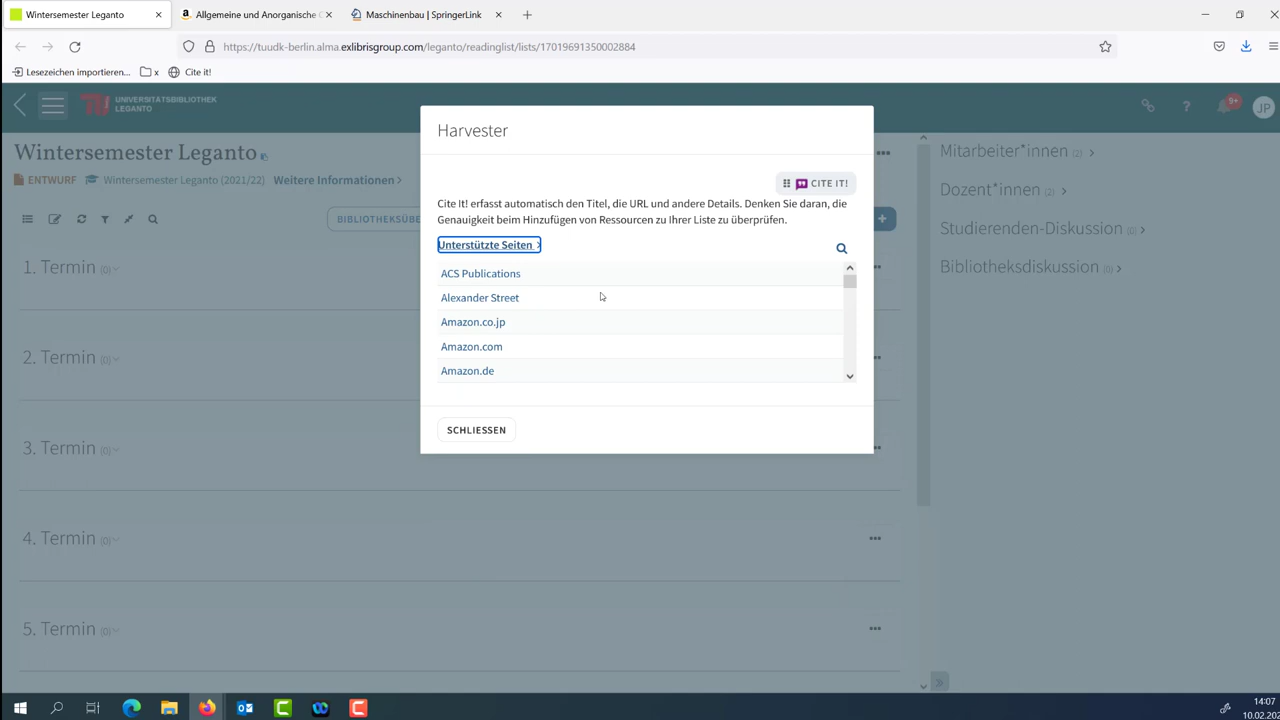 Wintersemester Leganto
Allgemeine und Anorganische
Maschinenbau | SpringerLink
https://tuudk-berlin.alma.exlibrisgroup.com/leganto/readinglist/lists/17019691350002884
Lesezeichen importieren...
x
Cite it!
UNIVERSITÄTSBIBLIOTHEK
LEGANTO
9+
JP
Wintersemester Leganto
ENTWURF
Wintersemester Leganto (2021/22)
Weitere Informationen >
BIBLIOTHEKSÜBE
1. Termin (0)
2. Termin (0)
3. Termin (0)
4. Termin (0)
5. Termin (0)
Harvester
CITE IT!
Cite It! erfasst automatisch den Titel, die URL und andere Details. Denken Sie daran, die
Genauigkeit beim Hinzufügen von Ressourcen zu Ihrer Liste zu überprüfen.
Unterstützte Seiten >
ACS Publications
Alexander Street
Amazon.co.jp
Amazon.com
Amazon.de
SCHLIESSEN
Mitarbeiter*innen (2) >
Dozent*innen (2) >
Studierenden-Diskussion (0) >
Bibliotheksdiskussion (0) >
14:07
10.02.202